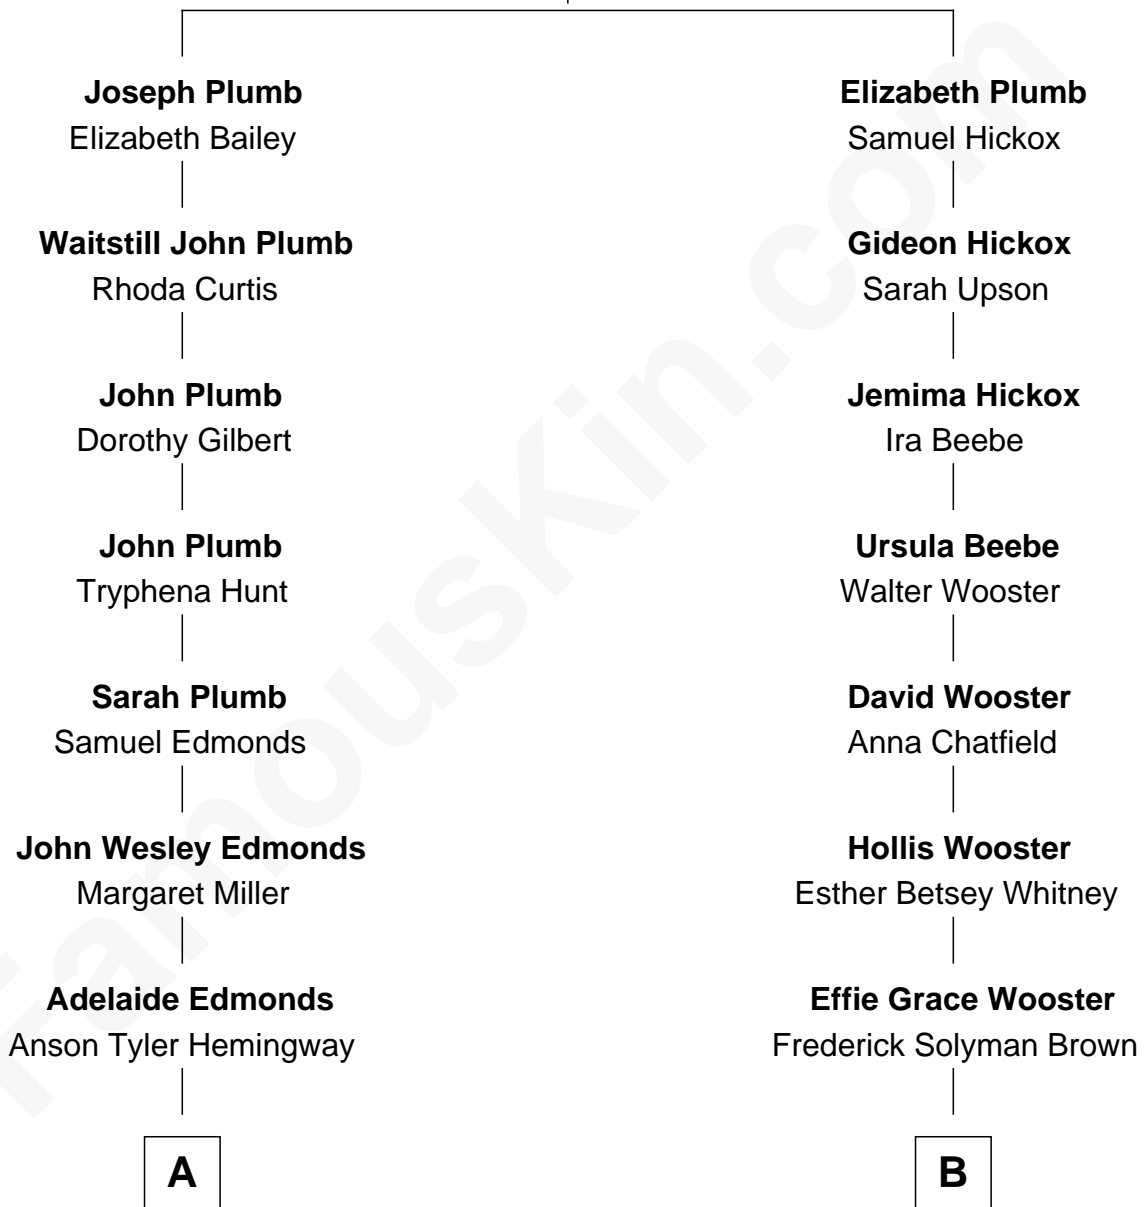 Joseph Plumb
Elizabeth Bailey
Waitstill John Plumb
Rhoda Curtis
John Plumb
Dorothy Gilbert
John Plumb
Tryphena Hunt
Sarah Plumb
Samuel Edmonds
John Wesley Edmonds
Margaret Miller
Adelaide Edmonds
Anson Tyler Hemingway
A
Elizabeth Plumb
Samuel Hickox
Gideon Hickox
Sarah Upson
Jemima Hickox
Ira Beebe
Ursula Beebe
Walter Wooster
David Wooster
Anna Chatfield
Hollis Wooster
Esther Betsey Whitney
Effie Grace Wooster
Frederick Solyman Brown
B
FamousKin.com